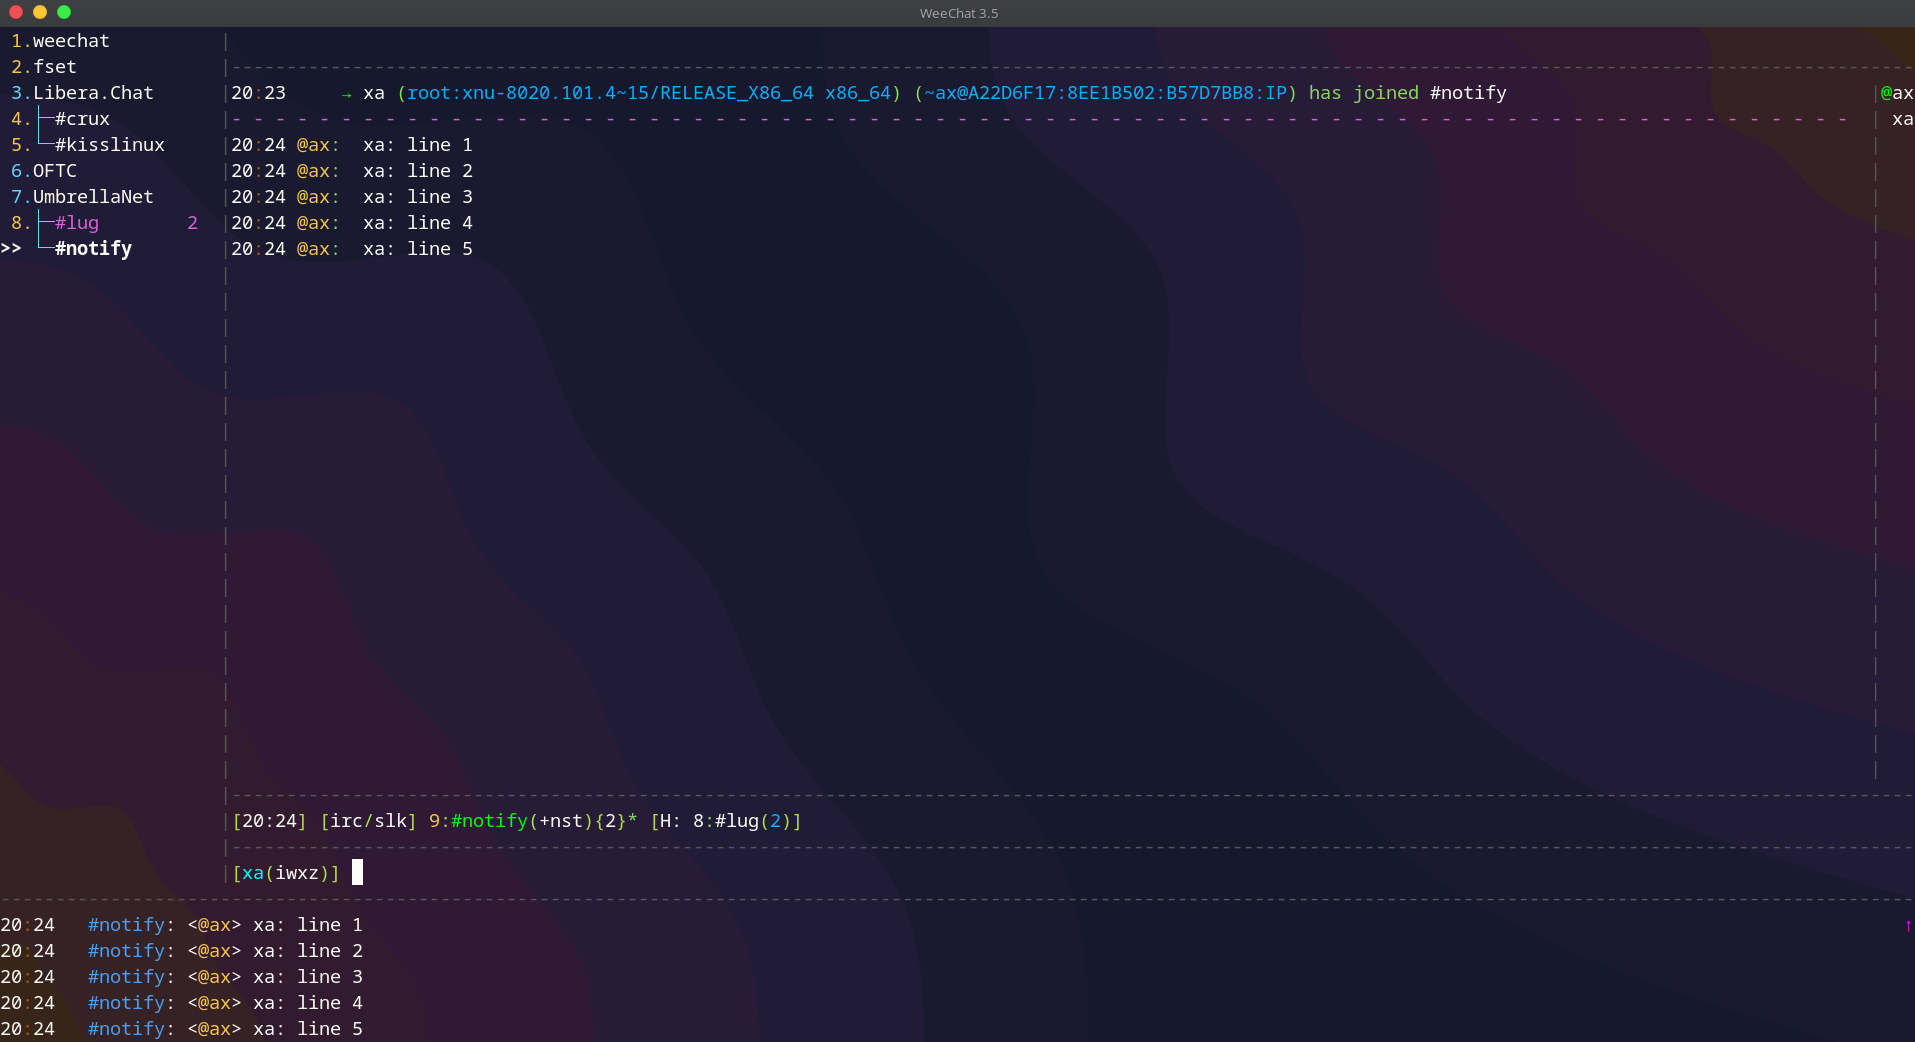 WeeChat 3.5
1.weechat
2.fset
3.Libera.Chat
4. #crux
5. #kisslinux
6.OFTC
7.UmbrellaNet
8. #lug 2
>> #notify
20:23 → xa (root:xnu-8020.101.4~15/RELEASE_X86_64 x86_64) (~ax@A22D6F17:8EE1B502:B57D7BB8:IP) has joined #notify
20:24 @ax: xa: line 1
20:24 @ax: xa: line 2
20:24 @ax: xa: line 3
20:24 @ax: xa: line 4
20:24 @ax: xa: line 5
@ax
xa
[20:24] [irc/slk] 9:#notify(+nst){2}* [H: 8:#lug(2)]
[xa(iwxz)]
20:24 #notify: <@ax> xa: line 1 ↑
20:24 #notify: <@ax> xa: line 2
20:24 #notify: <@ax> xa: line 3
20:24 #notify: <@ax> xa: line 4
20:24 #notify: <@ax> xa: line 5